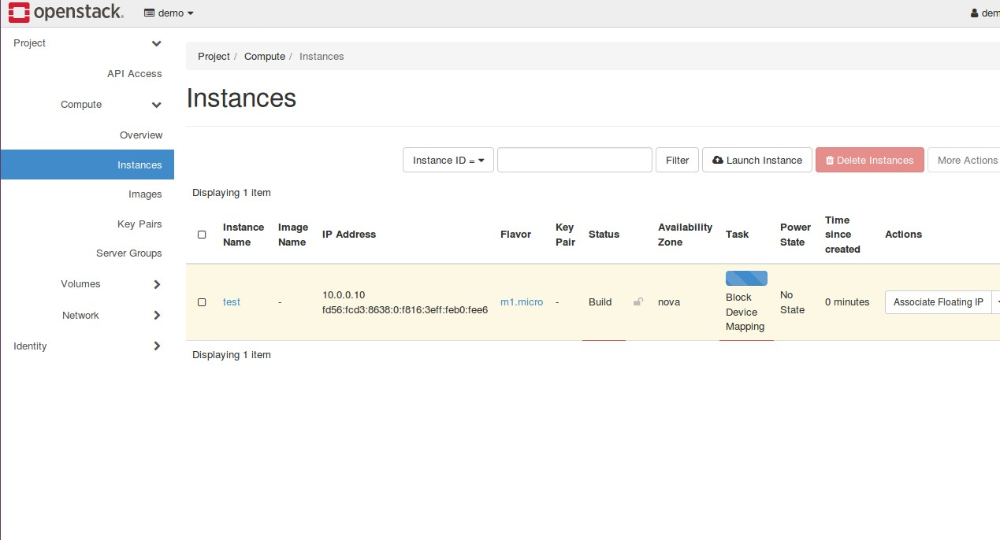 openstack. demo dem
Project
API Access
Compute
Overview
Instances
Images
Key Pairs
Server Groups
Volumes
Network
Identity
Project / Compute / Instances
Instances
Instance ID = Filter Launch Instance Delete Instances More Actions
Displaying 1 item
Instance Name Image Name IP Address Flavor Key Pair Status Availability Zone Task Power State Time since created Actions
test - 10.0.0.10 fd56:fcd3:8638:0:f816:3eff:feb0:fee6 m1.micro - Build nova Block Device Mapping No State 0 minutes Associate Floating IP
Displaying 1 item